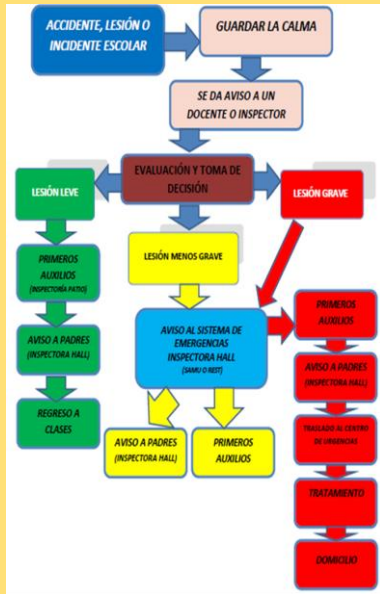 ACCIDENTE, LESIÓN O
INCIDENTE ESCOLAR
GUARDAR LA CALMA
SE DA AVISO A UN
DOCENTE O INSPECTOR
EVALUACIÓN Y TOMA DE
DECISIÓN
LESIÓN LEVE
LESIÓN GRAVE
LESIÓN MENOS GRAVE
PRIMEROS
AUXILIOS
(INSPECTORÍA PATIO)
AVISO A PADRES
(INSPECTORA HALL)
REGRESO A
CLASES
AVISO AL SISTEMA DE
EMERGENCIAS
INSPECTORA HALL
(SAMU O REST)
AVISO A PADRES
(INSPECTORA HALL)
PRIMEROS
AUXILIOS
PRIMEROS
AUXILIOS
AVISO A PADRES
(INSPECTORA HALL)
TRASLADO AL CENTRO
DE URGENCIAS
TRATAMIENTO
DOMICILIO